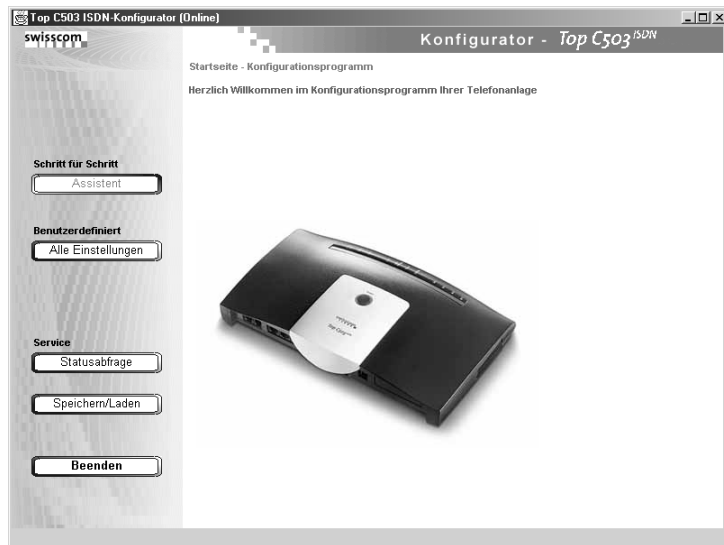 Top C503 ISDN-Konfigurator (Online)
swisscom
Konfigurator - Top C503 ISDN
Startseite - Konfigurationsprogramm
Herzlich Willkommen im Konfigurationsprogramm Ihrer Telefonanlage
Schritt für Schritt
Assistent
Benutzerdefiniert
Alle Einstellungen
Service
Statusabfrage
Speichern/Laden
Beenden